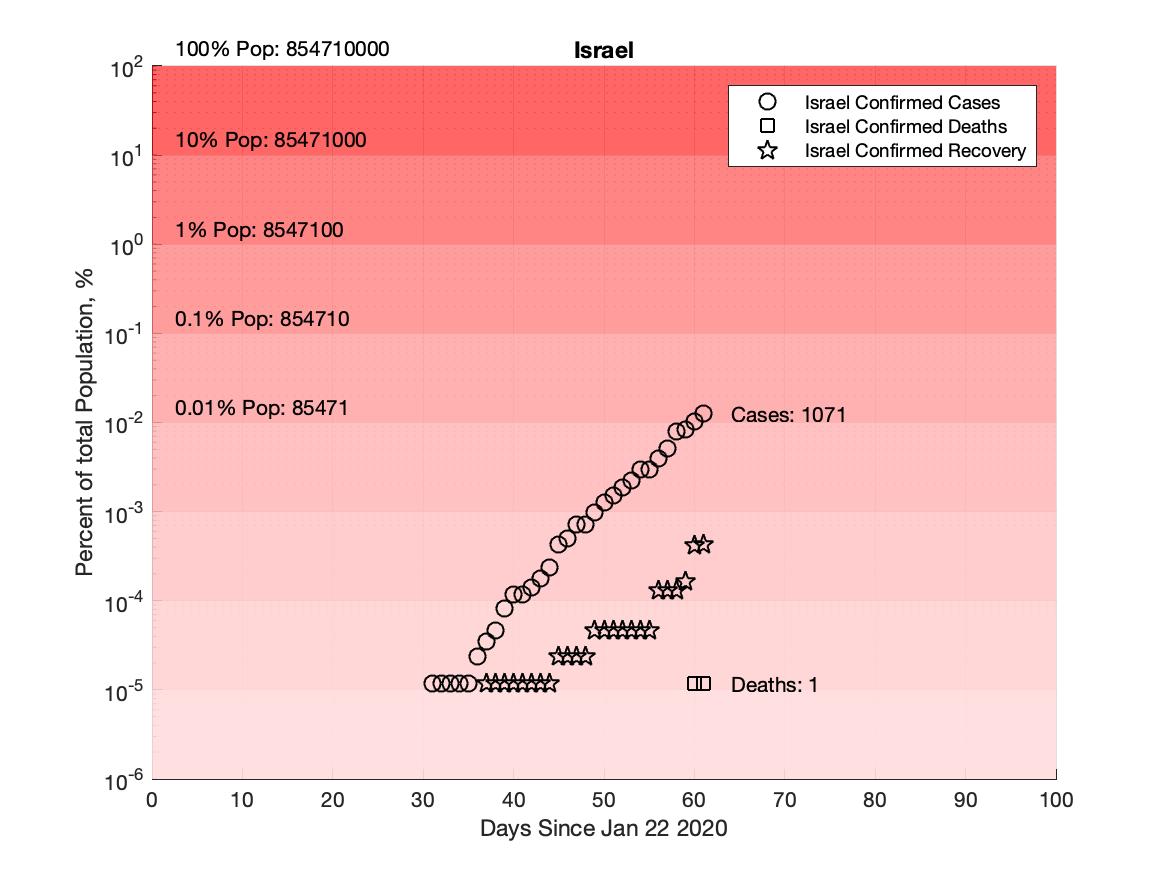 100% Pop: 854710000
Israel
10% Pop: 85471000
1% Pop: 8547100
0.1% Pop: 854710
0.01% Pop: 85471
Israel Confirmed Cases
Israel Confirmed Deaths
Israel Confirmed Recovery
Cases: 1071
Deaths: 1
10^2
10^1
10^0
10^-1
10^-2
10^-3
10^-4
10^-5
10^-6
Percent of total Population, %
0 10 20 30 40 50 60 70 80 90 100
Days Since Jan 22 2020